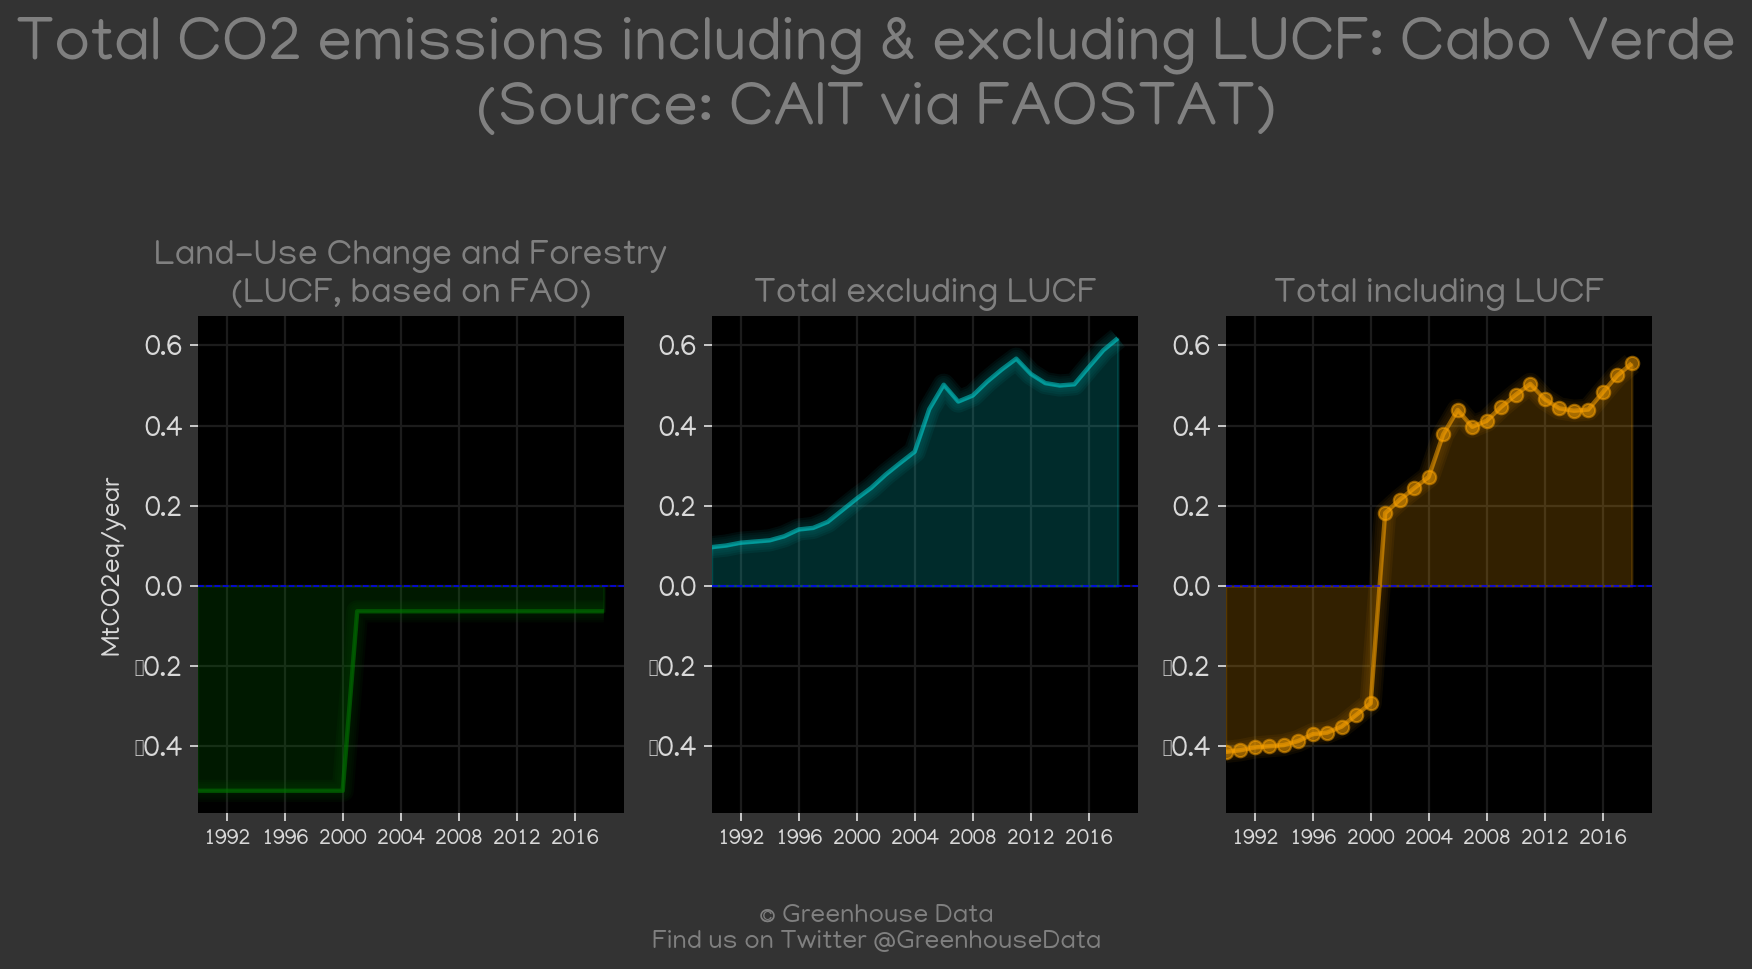 Total CO2 emissions including & excluding LUCF: Cabo Verde
(Source: CAIT via FAOSTAT)
Land-Use Change and Forestry
(LUCF, based on FAO)
MtCO2eq/year
0.6
0.4
0.2
0.0
▯0.2
▯0.4
1992 1996 2000 2004 2008 2012 2016
Total excluding LUCF
0.6
0.4
0.2
0.0
▯0.2
▯0.4
1992 1996 2000 2004 2008 2012 2016
Total including LUCF
0.6
0.4
0.2
0.0
▯0.2
▯0.4
1992 1996 2000 2004 2008 2012 2016
© Greenhouse Data
Find us on Twitter @GreenhouseData